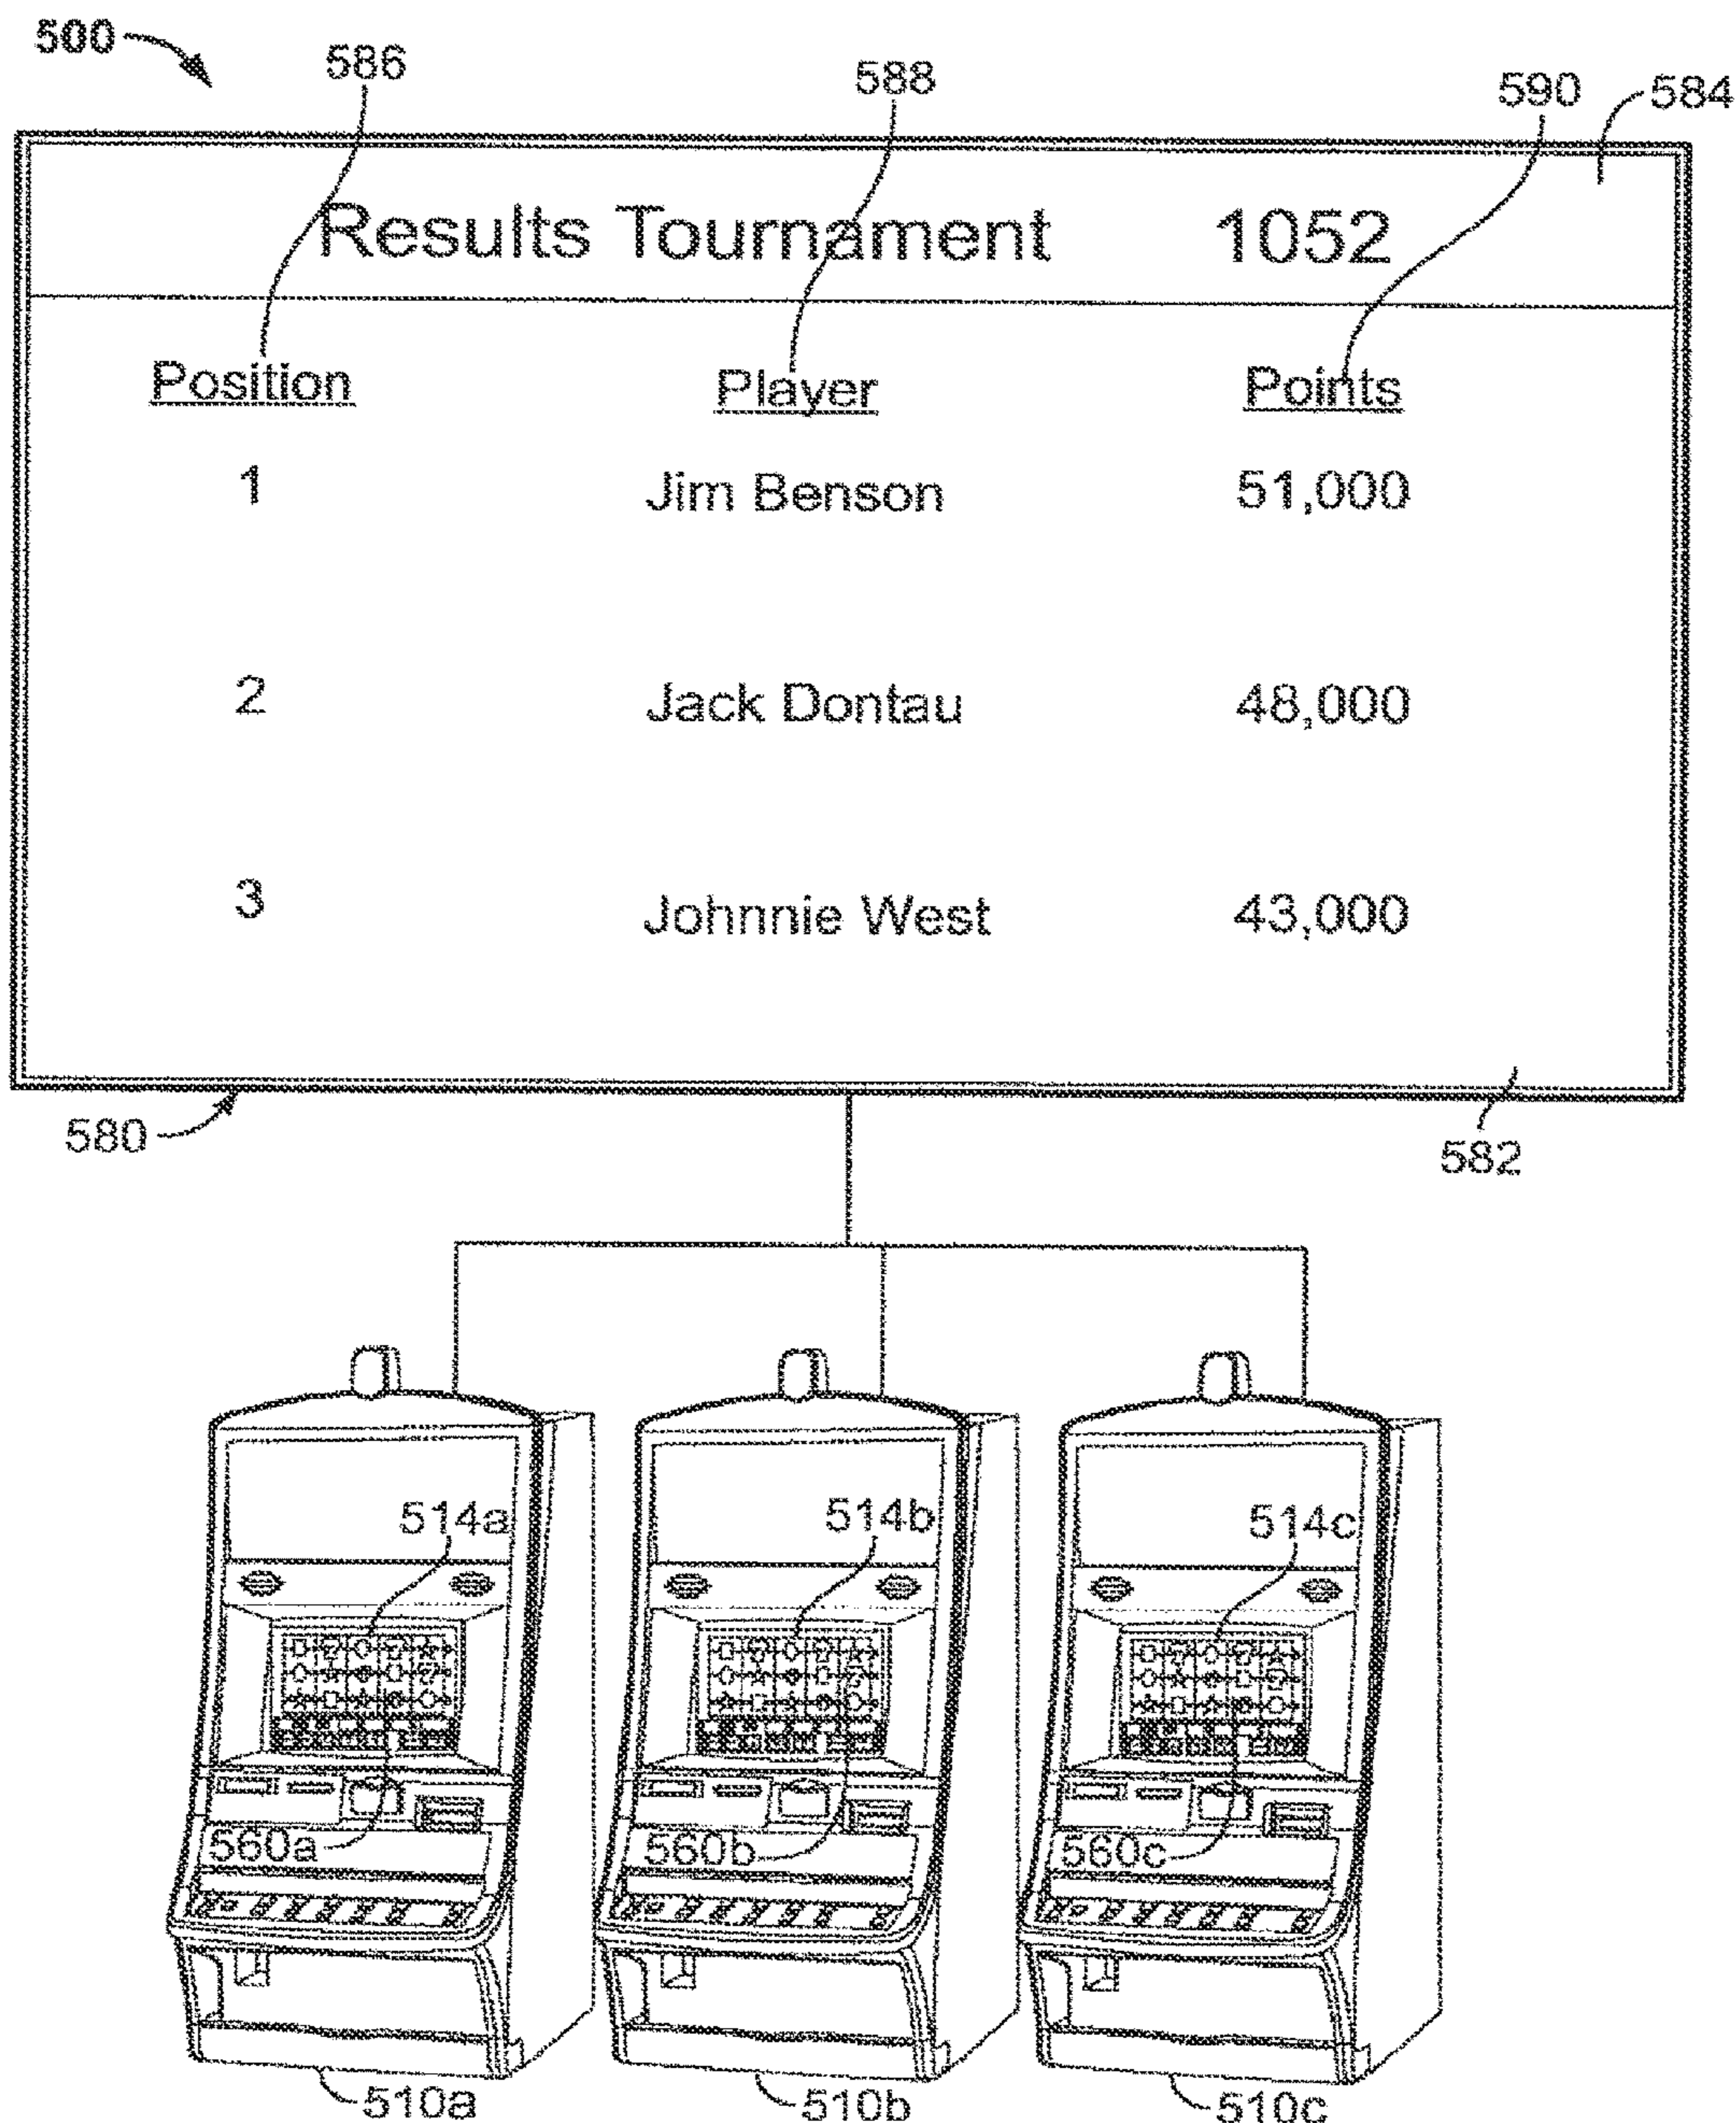 500
586
588
590
584
Results Tournament 1052
Position Player Points
1 Jim Benson 51,000
2 Jack Dontau 48,000
3 Johnnie West 43,000
580
582
514a 514b 514c
560a 560b 560c
510a 510b 510c